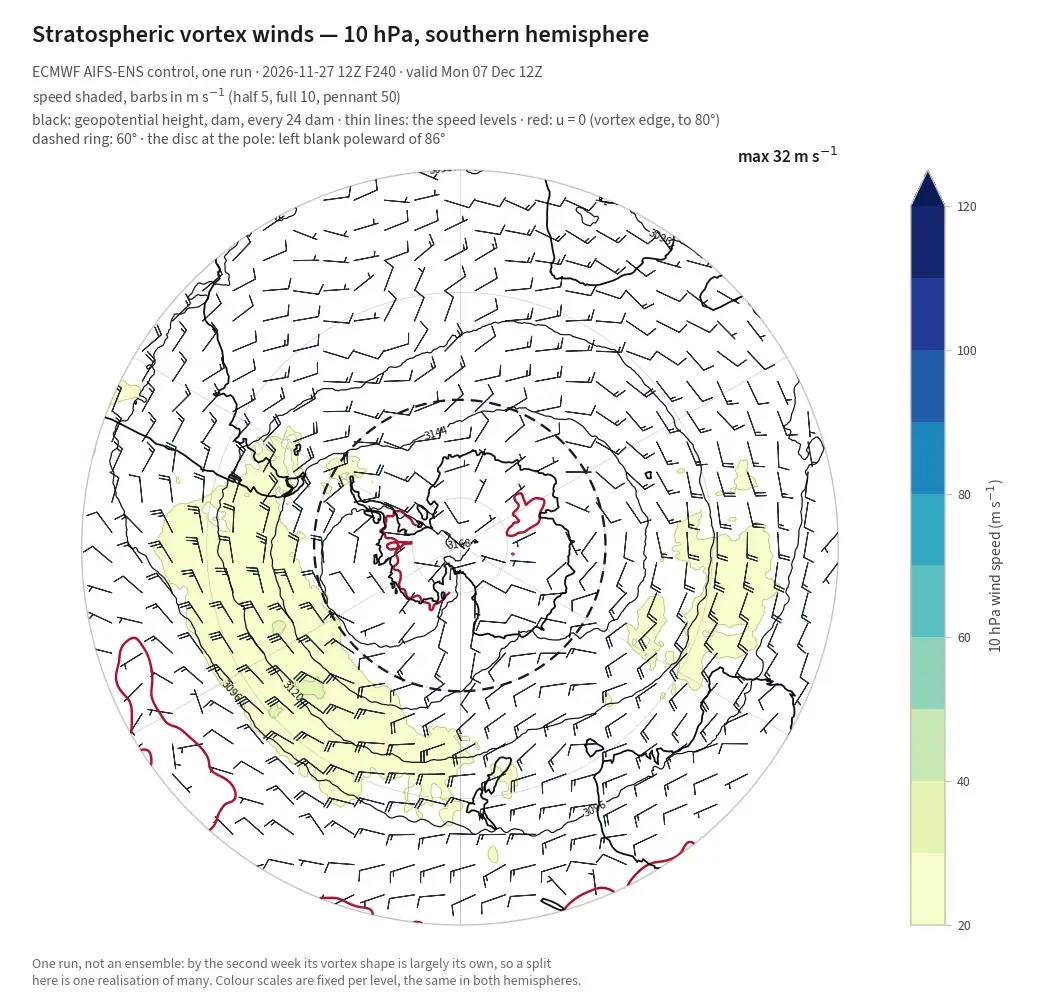 Stratospheric vortex winds — 10 hPa, southern hemisphere
ECMWF AIFS-ENS control, one run · 2026-11-27 12Z F240 · valid Mon 07 Dec 12Z
speed shaded, barbs in m s⁻¹ (half 5, full 10, pennant 50)
black: geopotential height, dam, every 24 dam · thin lines: the speed levels · red: u = 0 (vortex edge, to 80°)
dashed ring: 60° · the disc at the pole: left blank poleward of 86°
max 32 m s⁻¹
120
100
80
60
40
20
10 hPa wind speed (m s⁻¹)
3096
3144
3168
3096
3120
3096
One run, not an ensemble: by the second week its vortex shape is largely its own, so a split
here is one realisation of many. Colour scales are fixed per level, the same in both hemispheres.